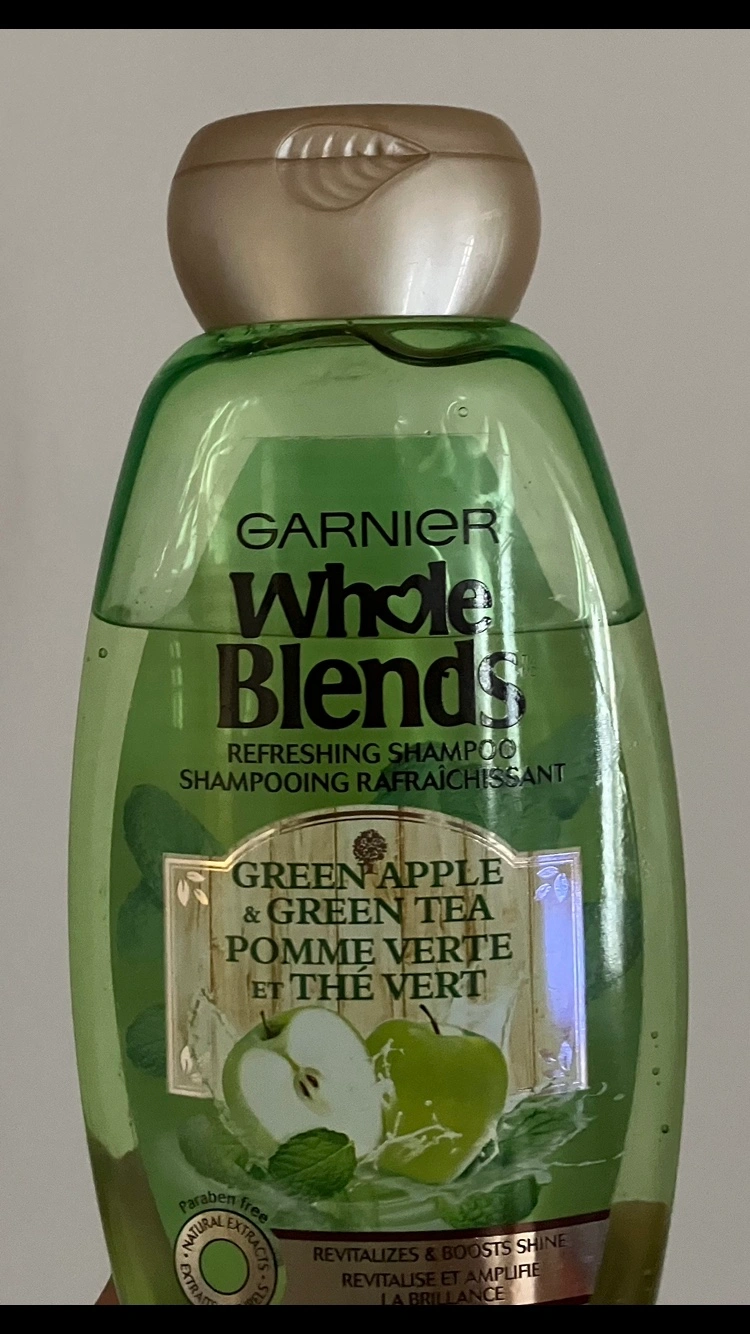 GARNIER
Whole
Blends
TM
REFRESHING SHAMPOO
SHAMPOOING RAFRAÎCHISSANT
GREEN APPLE
& GREEN TEA
POMME VERTE
ET THÉ VERT
Paraben free
• NATURAL EXTRACTS •
REVITALIZES & BOOSTS SHINE
REVITALISE ET AMPLIFIE
LA BRILLANCE